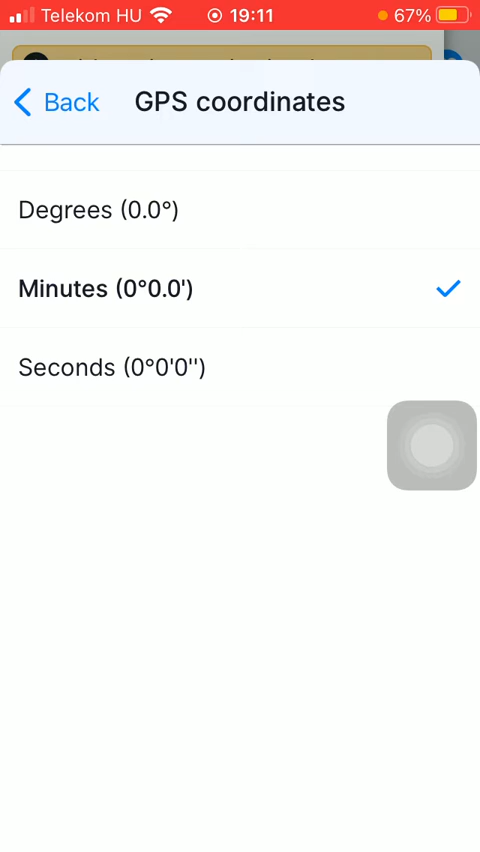 Telekom HU 19:11 67%
Back GPS coordinates
Degrees (0.0°)
Minutes (0°0.0')
Seconds (0°0'0'')